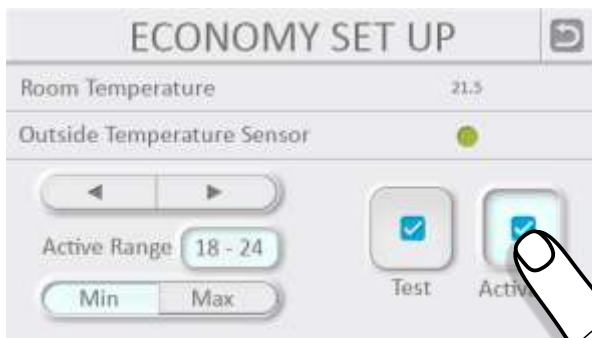 ECONOMY SET UP
Room Temperature 21.5
Outside Temperature Sensor
Active Range 18 - 24
Min Max
Test